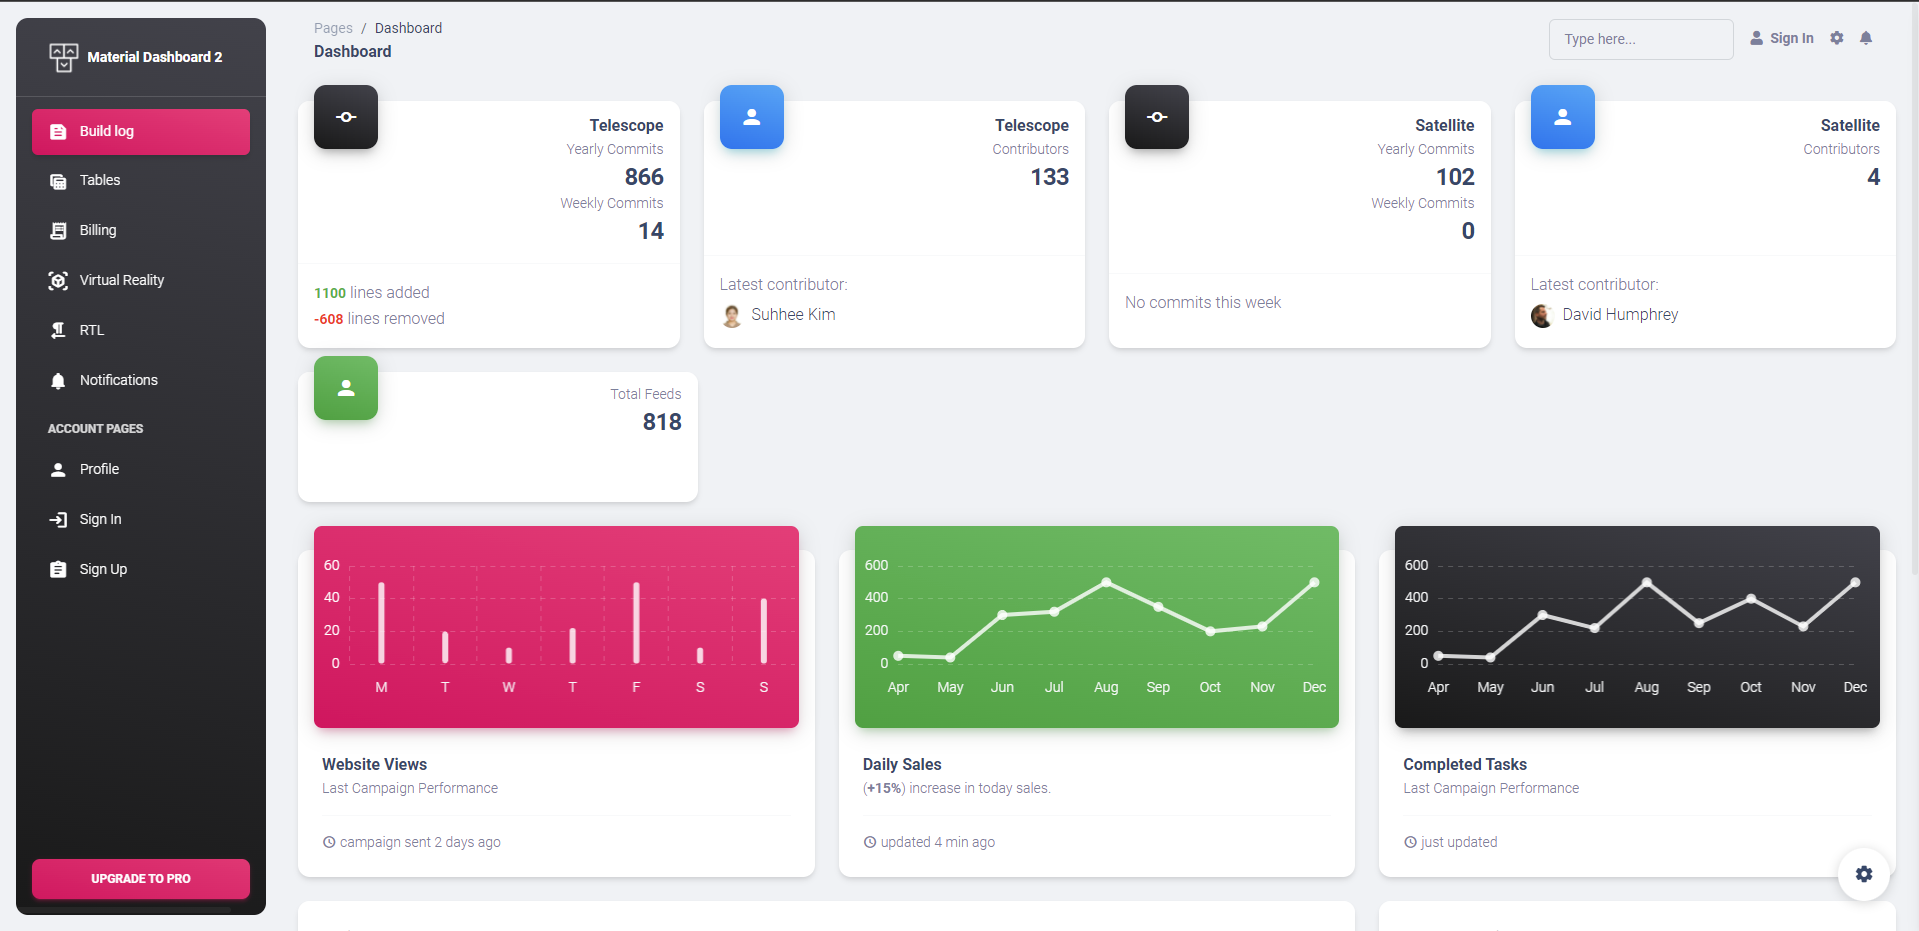 Material Dashboard 2
Build log
Tables
Billing
Virtual Reality
RTL
Notifications
ACCOUNT PAGES
Profile
Sign In
Sign Up
UPGRADE TO PRO
Pages / Dashboard
Dashboard
Type here...
Sign In
Telescope
Yearly Commits
866
Weekly Commits
14
1100 lines added
-608 lines removed
Telescope
Contributors
133
Latest contributor:
Suhhee Kim
Satellite
Yearly Commits
102
Weekly Commits
0
No commits this week
Satellite
Contributors
4
Latest contributor:
David Humphrey
Total Feeds
818
60
40
20
0
M T W T F S S
Website Views
Last Campaign Performance
campaign sent 2 days ago
600
400
200
0
Apr May Jun Jul Aug Sep Oct Nov Dec
Daily Sales
(+15%) increase in today sales.
updated 4 min ago
600
400
200
0
Apr May Jun Jul Aug Sep Oct Nov Dec
Completed Tasks
Last Campaign Performance
just updated